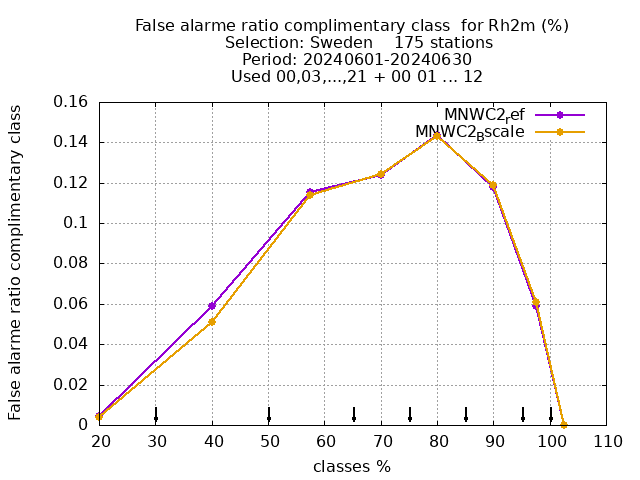 False alarme ratio complimentary class  for Rh2m (%)
Selection: Sweden    175 stations
Period: 20240601-20240630
Used 00,03,...,21 + 00 01 ... 12
False alarme ratio complimentary class
0.16
0.14
0.12
0.1
0.08
0.06
0.04
0.02
0
MNWC2ref
MNWC2Bscale
20 30 40 50 60 70 80 90 100 110
classes %